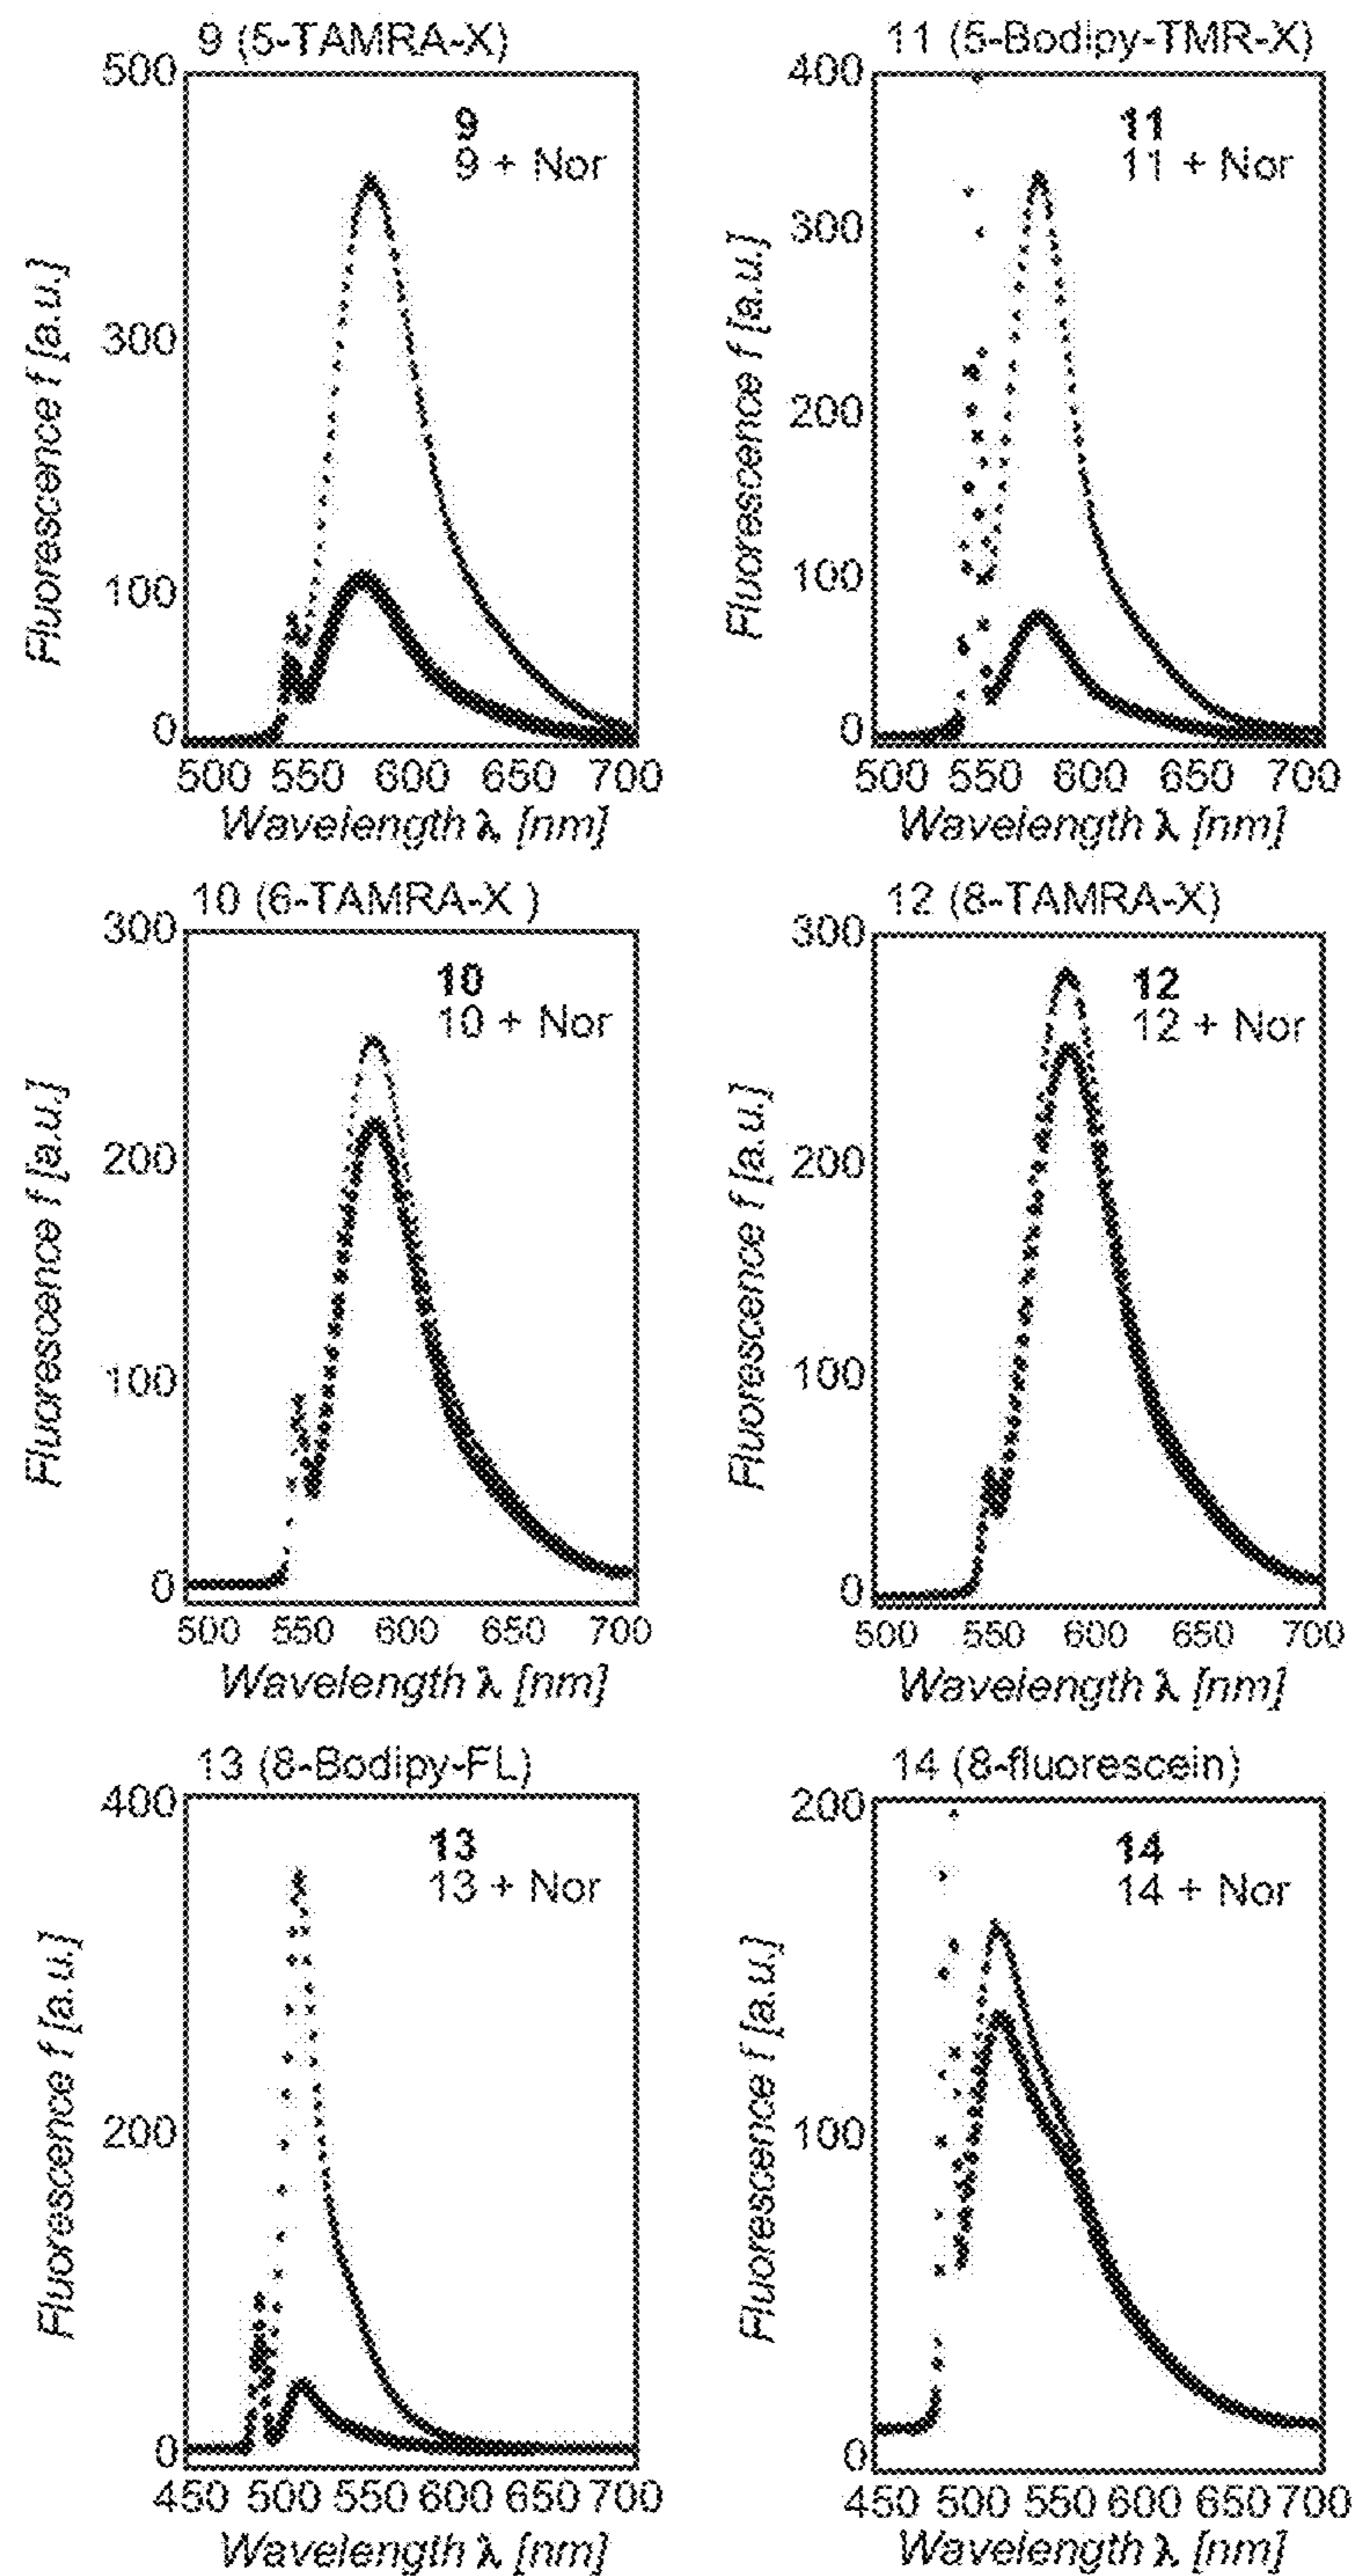 9 (5-TAMRA-X)
500
300
100
0
9
9 + Nor
Fluorescence f [a.u.]
500 550 600 650 700
Wavelength λ [nm]
11 (5-Bodipy-TMR-X)
400
300
200
100
0
11
11 + Nor
Fluorescence f [a.u.]
500 550 600 650 700
Wavelength λ [nm]
10 (6-TAMRA-X )
300
200
100
0
10
10 + Nor
Fluorescence f [a.u.]
500 550 600 650 700
Wavelength λ [nm]
12 (8-TAMRA-X)
300
200
100
0
12
12 + Nor
Fluorescence f [a.u.]
500 550 600 650 700
Wavelength λ [nm]
13 (8-Bodipy-FL)
400
200
0
13
13 + Nor
Fluorescence f [a.u.]
450 500 550 600 650 700
Wavelength λ [nm]
14 (8-fluorescein)
200
100
0
14
14 + Nor
Fluorescence f [a.u.]
450 500 550 600 650 700
Wavelength λ [nm]